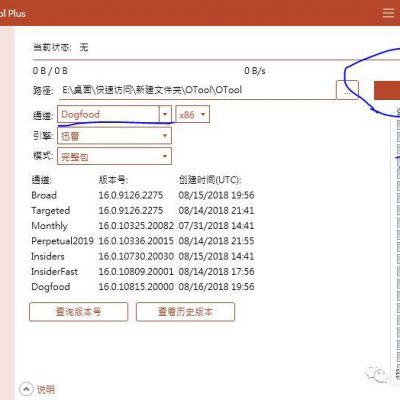 ol Plus
当前状态: 无
0 B / 0 B 0 B/s
路径: E:\桌面\快速访问\新建文件夹\OTool\OTool ...
通道: Dogfood x86
引擎: 迅雷
模式: 完整包
通道: 版本号: 创建时间(UTC):
Broad 16.0.9126.2275 08/15/2018 19:56
Targeted 16.0.9126.2275 08/14/2018 21:41
Monthly 16.0.10325.20082 07/31/2018 14:41
Perpetual2019 16.0.10336.20015 08/14/2018 21:55
Insiders 16.0.10730.20030 08/15/2018 14:41
InsiderFast 16.0.10809.20001 08/14/2018 17:56
Dogfood 16.0.10815.20000 08/16/2018 19:56
查询版本号 查看历史版本
说明